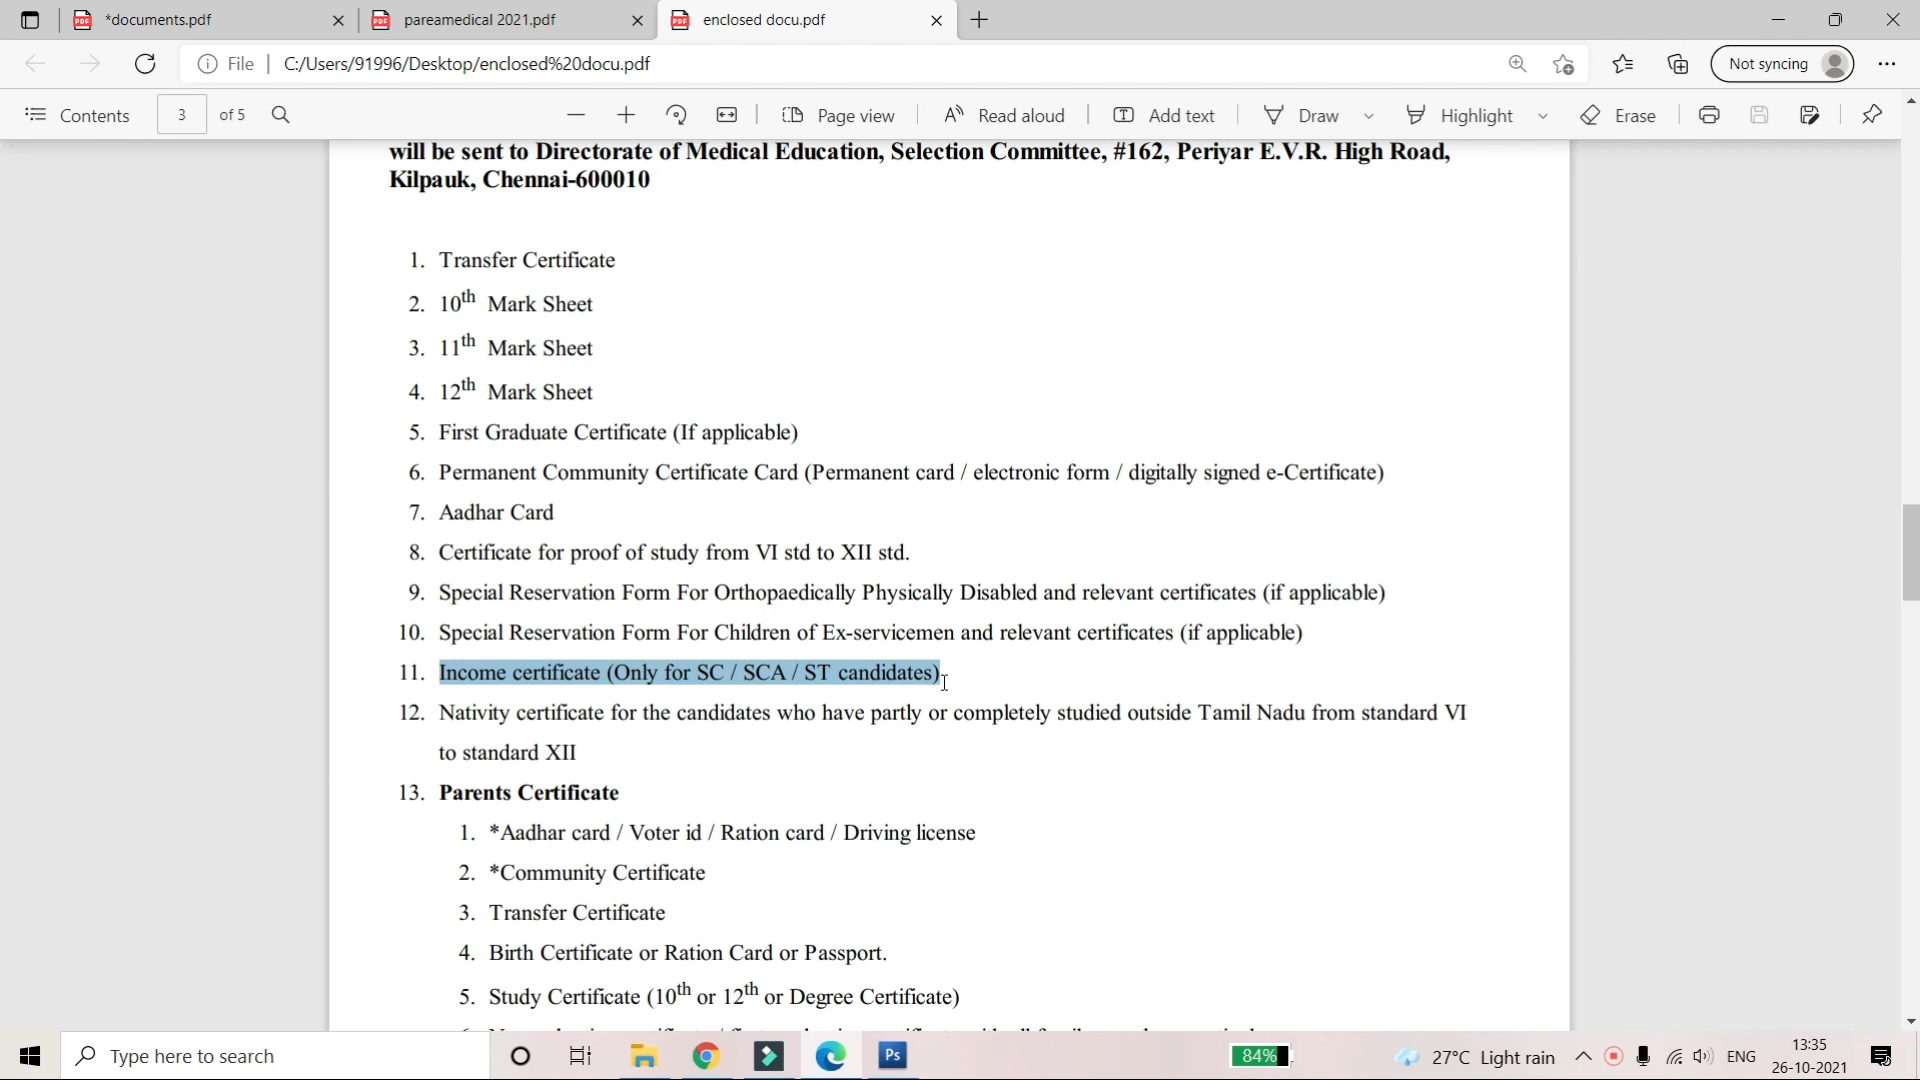 *documents.pdf
pareamedical 2021.pdf
enclosed docu.pdf
File
C:/Users/91996/Desktop/enclosed%20docu.pdf
Not syncing
Contents
3
of 5
Page view
Read aloud
Add text
Draw
Highlight
Erase
will be sent to Directorate of Medical Education, Selection Committee, #162, Periyar E.V.R. High Road,
Kilpauk, Chennai-600010
1. Transfer Certificate
2. 10th Mark Sheet
3. 11th Mark Sheet
4. 12th Mark Sheet
5. First Graduate Certificate (If applicable)
6. Permanent Community Certificate Card (Permanent card / electronic form / digitally signed e-Certificate)
7. Aadhar Card
8. Certificate for proof of study from VI std to XII std.
9. Special Reservation Form For Orthopaedically Physically Disabled and relevant certificates (if applicable)
10. Special Reservation Form For Children of Ex-servicemen and relevant certificates (if applicable)
11. Income certificate (Only for SC / SCA / ST candidates)
12. Nativity certificate for the candidates who have partly or completely studied outside Tamil Nadu from standard VI
to standard XII
13. Parents Certificate
1. *Aadhar card / Voter id / Ration card / Driving license
2. *Community Certificate
3. Transfer Certificate
4. Birth Certificate or Ration Card or Passport.
5. Study Certificate (10th or 12th or Degree Certificate)
Type here to search
Ps
84%
27°C Light rain
ENG
13:35
26-10-2021